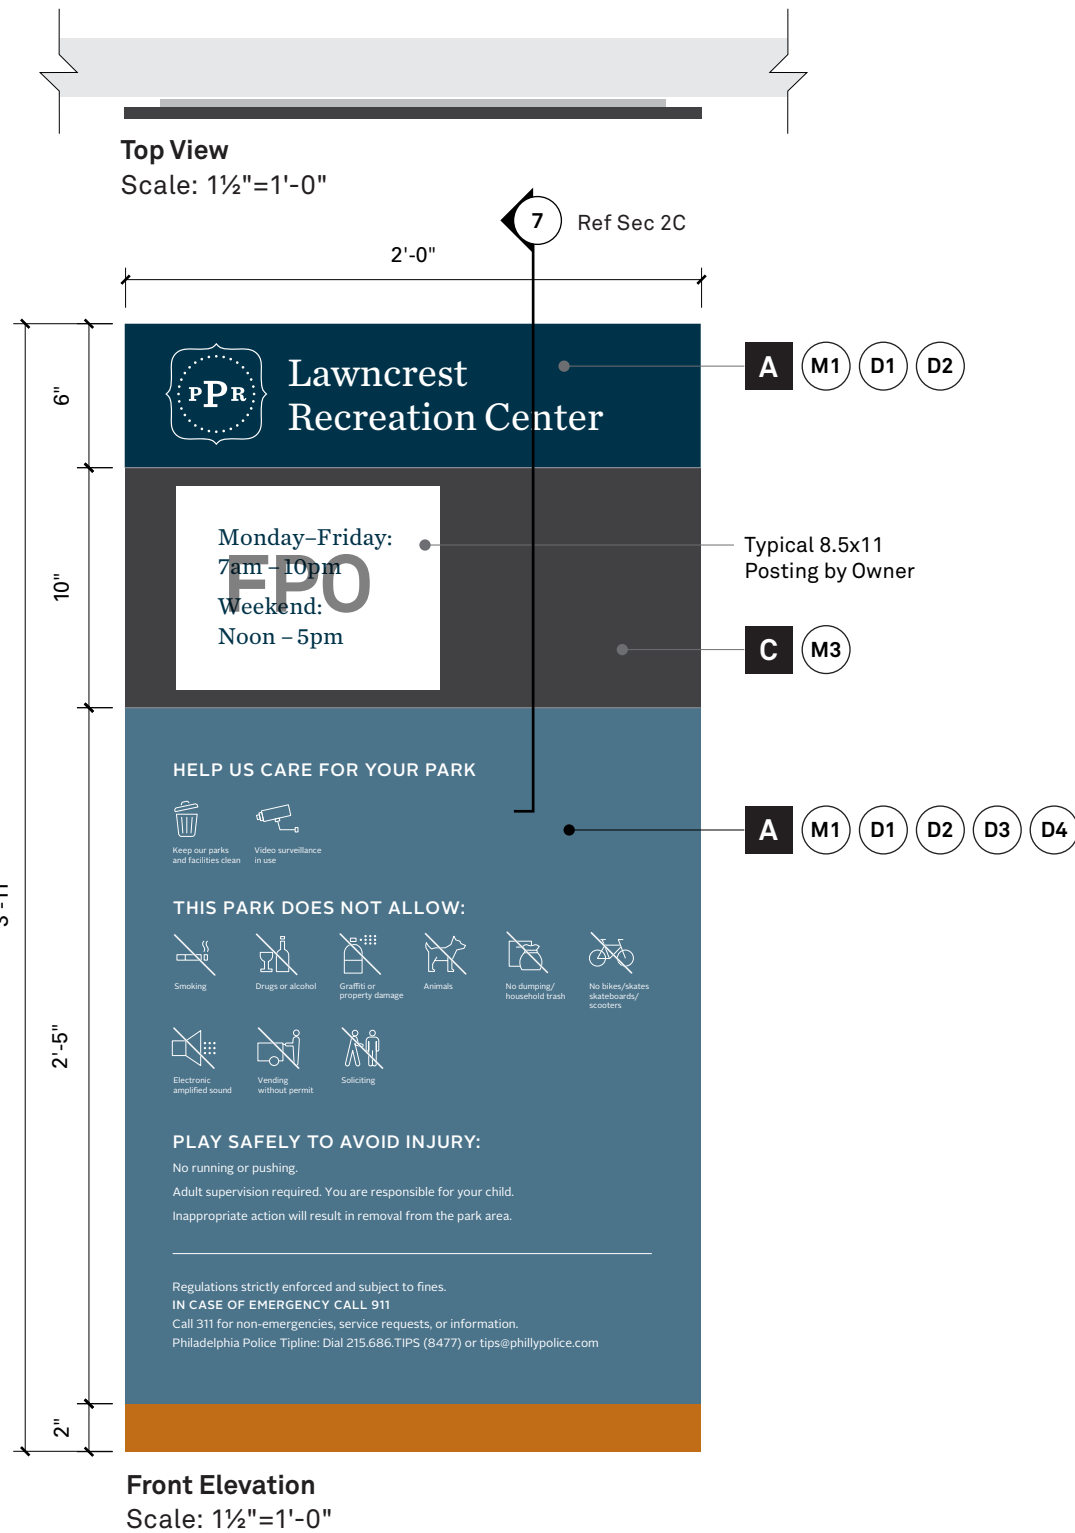 Top View
Scale: 1½"=1'-0"
7
Ref Sec 2C
2'-0"
6"
PPR
Lawncrest
Recreation Center
A M1 D1 D2
10"
FPO
Monday–Friday:
7am – 10pm
Weekend:
Noon – 5pm
Typical 8.5x11
Posting by Owner
C M3
HELP US CARE FOR YOUR PARK
Keep our parks
and facilities clean
Video surveillance
in use
A M1 D1 D2 D3 D4
THIS PARK DOES NOT ALLOW:
Smoking
Drugs or alcohol
Graffiti or
property damage
Animals
No dumping/
household trash
No bikes/skates
skateboards/
scooters
2'-5"
Electronic
amplified sound
Vending
without permit
Soliciting
PLAY SAFELY TO AVOID INJURY:
No running or pushing.
Adult supervision required. You are responsible for your child.
Inappropriate action will result in removal from the park area.
Regulations strictly enforced and subject to fines.
IN CASE OF EMERGENCY CALL 911
Call 311 for non-emergencies, service requests, or information.
Philadelphia Police Tipline: Dial 215.686.TIPS (8477) or tips@phillypolice.com
2"
Front Elevation
Scale: 1½"=1'-0"